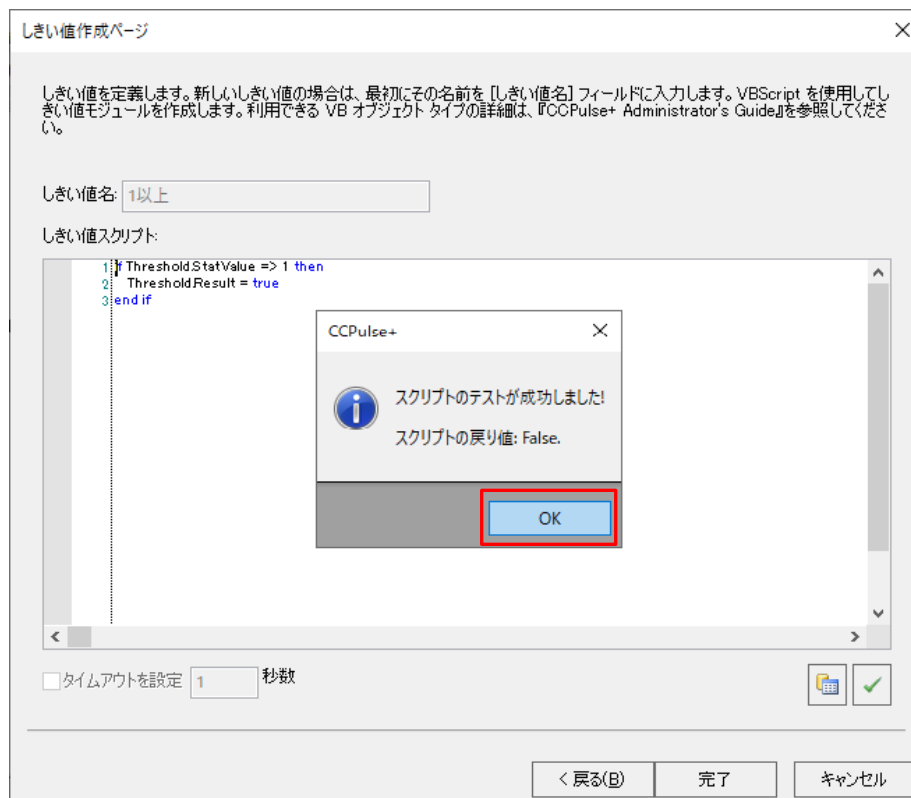 しきい値作成ページ
しきい値を定義します。新しいしきい値の場合は、最初にその名前を [しきい値名] フィールドに入力します。VBScript を使用してし
きい値モジュールを作成します。利用できる VB オブジェクト タイプの詳細は、『CCPulse+ Administrator's Guide』を参照してくださ
い。
しきい値名: 1以上
しきい値スクリプト:
1 If Threshold.StatValue => 1 then
2 Threshold.Result = true
3 end if
CCPulse+
スクリプトのテストが成功しました!
スクリプトの戻り値: False.
OK
タイムアウトを設定 1 秒数
< 戻る(B) 完了 キャンセル